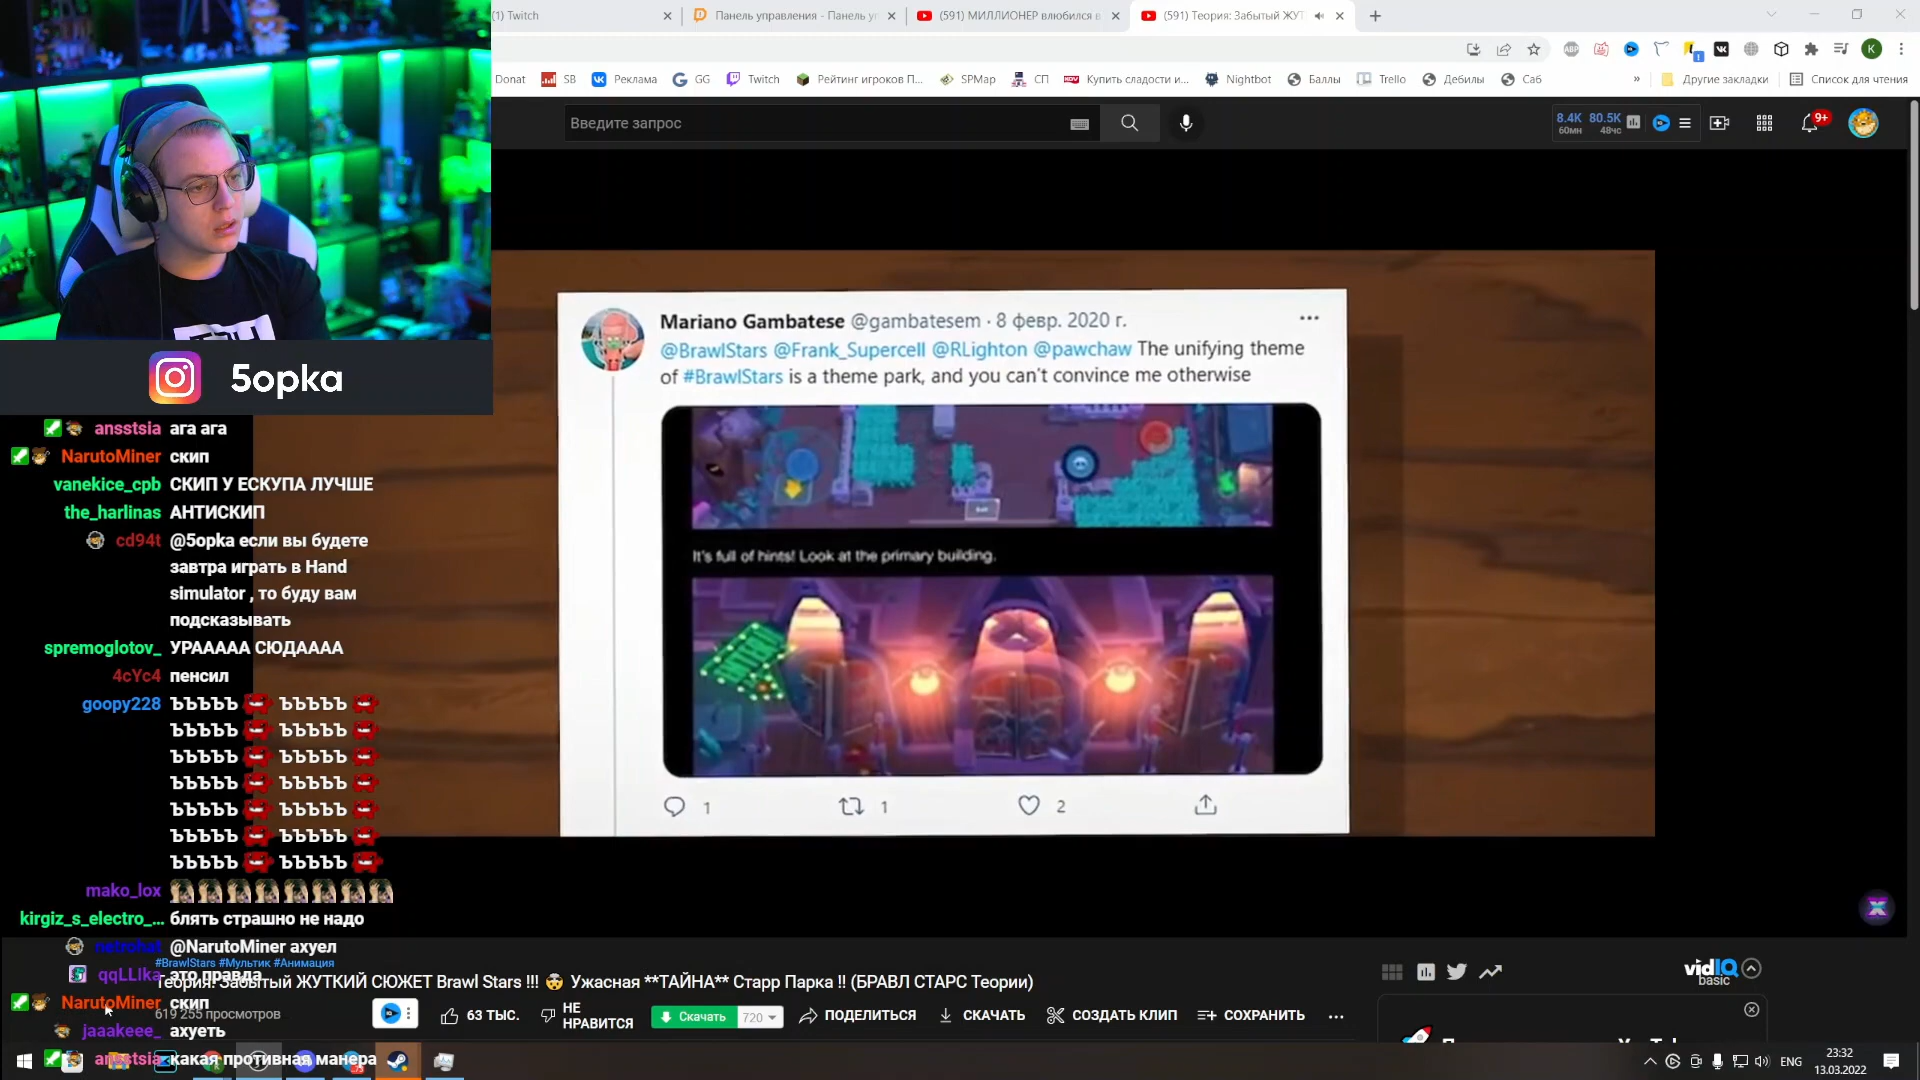 (1) Twitch
Панель управления - Панель у
(591) МИЛЛИОНЕР влюбился в
(591) Теория: Забытый ЖУТ
Donat
SB
Реклама
GG
Twitch
Рейтинг игроков П...
SPMap
СП
Купить сладости и...
Nightbot
Баллы
Trello
Дебилы
Саб
»
Другие закладки
Список для чтения
Введите запрос
8.4K 80.5K
60мн 48чс
9+
5opka
Mariano Gambatese @gambatesem · 8 февр. 2020 г.
@BrawlStars @Frank_Supercell @RLighton @pawchaw The unifying theme
of #BrawlStars is a theme park, and you can't convince me otherwise
It's full of hints! Look at the primary building.
1 1 2
ansstsia ага ага
NarutoMiner скип
vanekice_cpb СКИП У ЕСКУПА ЛУЧШЕ
the_harlinas АНТИСКИП
cd94t @5opka если вы будете
завтра играть в Hand
simulator , то буду вам
подсказывать
spremoglotov_ УРААААА СЮДАААА
4cYc4 пенсил
goopy228 ЪЪЪЪЪ ЪЪЪЪЪ
ЪЪЪЪЪ ЪЪЪЪЪ
ЪЪЪЪЪ ЪЪЪЪЪ
ЪЪЪЪЪ ЪЪЪЪЪ
ЪЪЪЪЪ ЪЪЪЪЪ
ЪЪЪЪЪ ЪЪЪЪЪ
ЪЪЪЪЪ ЪЪЪЪЪ
mako_lox
kirgiz_s_electro_... блять страшно не надо
netrohat @NarutoMiner ахуел
#BrawlStars #Мультик #Анимация
qqLLIka это правда
Теория: Забытый ЖУТКИЙ СЮЖЕТ Brawl Stars !!! Ужасная **ТАЙНА** Старр Парка !! (БРАВЛ СТАРС Теории)
NarutoMiner скип
619 255 просмотров
63 ТЫС.
НЕ
НРАВИТСЯ
Скачать 720
ПОДЕЛИТЬСЯ
СКАЧАТЬ
СОЗДАТЬ КЛИП
СОХРАНИТЬ
vidIQ
basic
jaaakeee_ ахуеть
ansstsia какая противная манера
ENG
23:32
13.03.2022